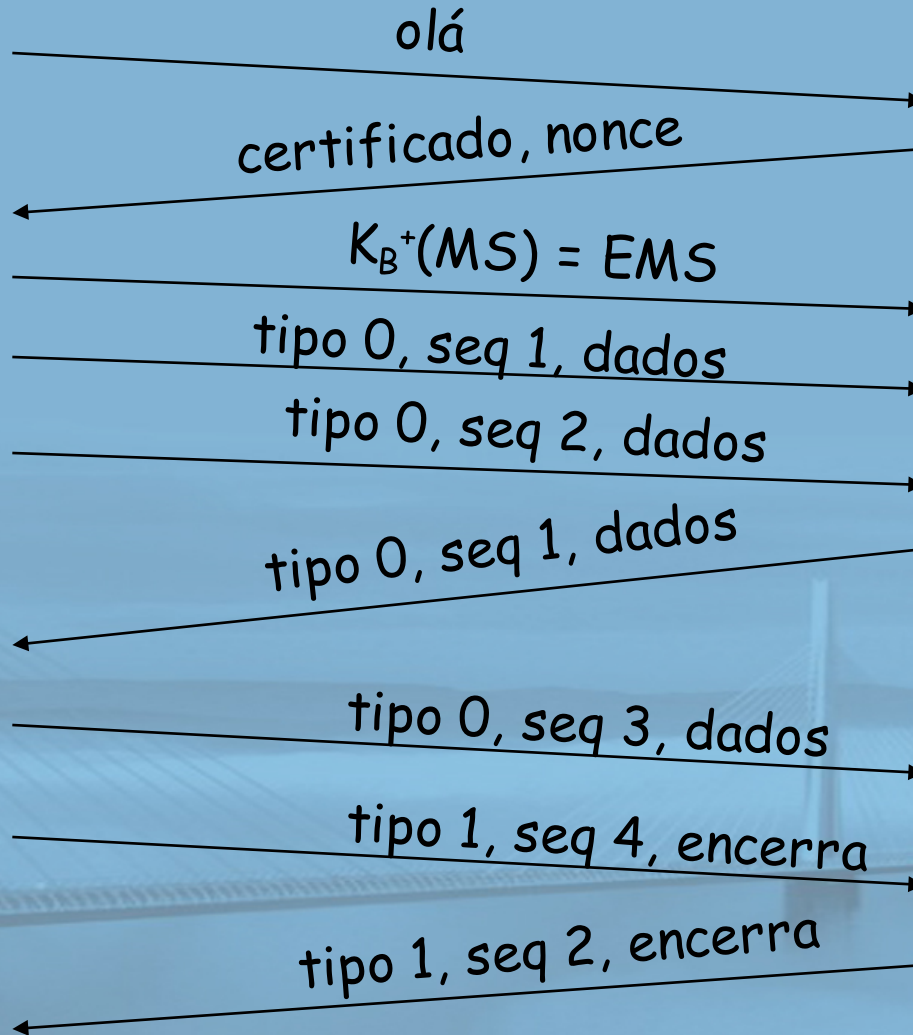 olá
certificado, nonce
K_B⁺(MS) = EMS
tipo 0, seq 1, dados
tipo 0, seq 2, dados
tipo 0, seq 1, dados
tipo 0, seq 3, dados
tipo 1, seq 4, encerra
tipo 1, seq 2, encerra